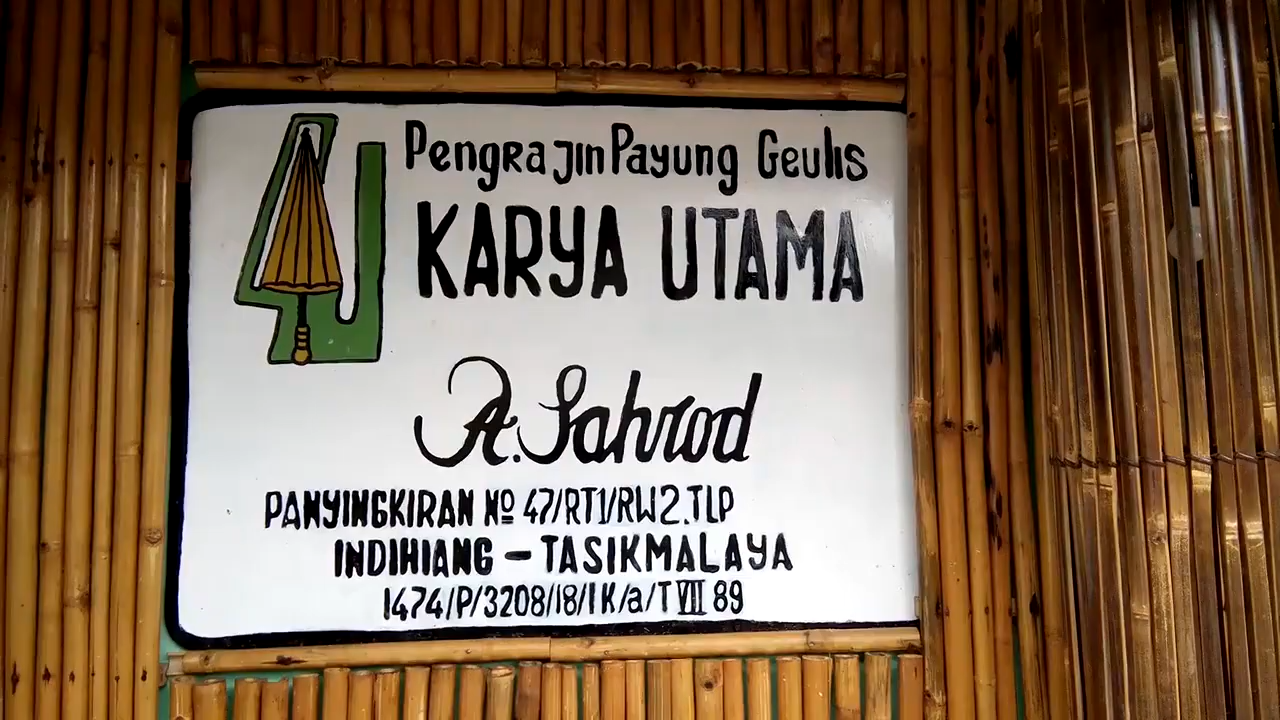 Pengrajin Payung Geulis
KARYA UTAMA
A. Sahrod
PANYINGKIRAN No 47/RT1/RW2.TLP
INDIHIANG - TASIKMALAYA
1474/P/3208/18/IK/a/T VII 89